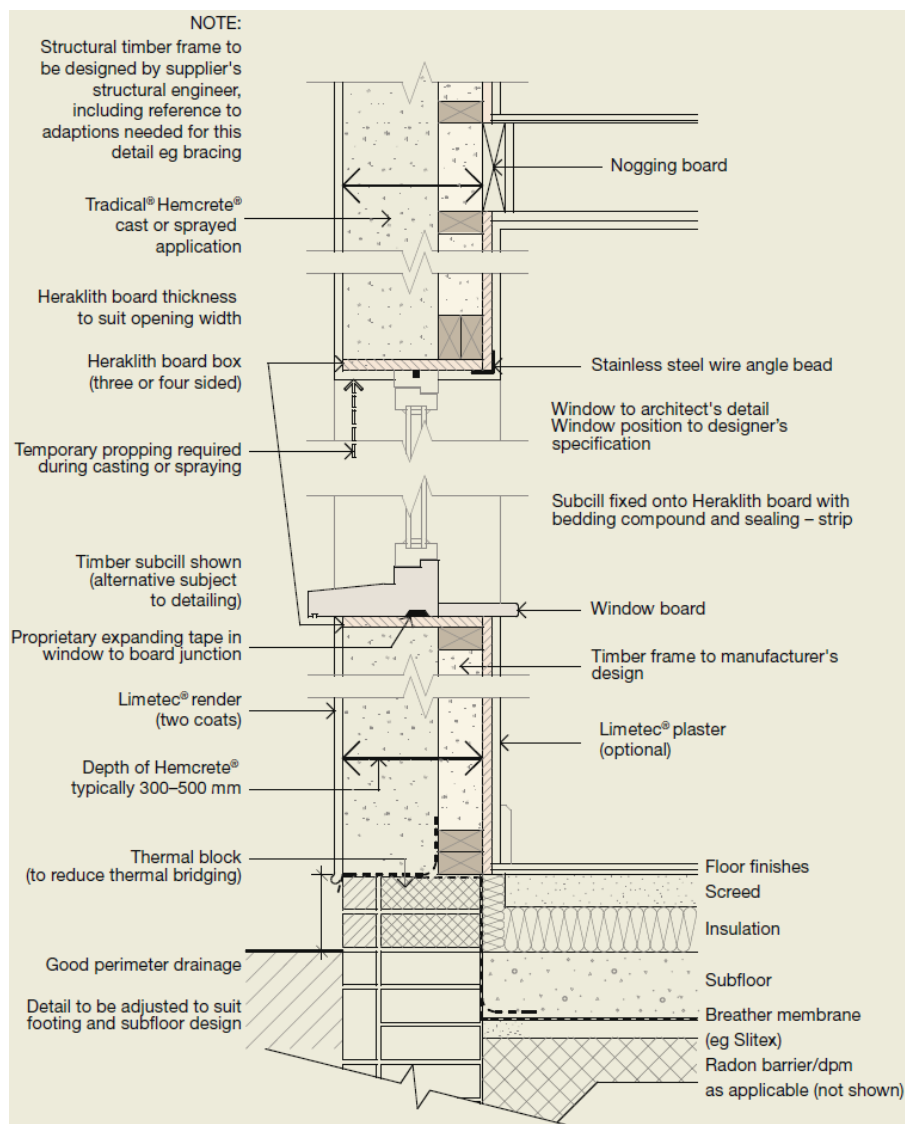 NOTE:
Structural timber frame to
be designed by supplier's
structural engineer,
including reference to
adaptions needed for this
detail eg bracing
Tradical® Hemcrete®
cast or sprayed
application
Heraklith board thickness
to suit opening width
Heraklith board box
(three or four sided)
Temporary propping required
during casting or spraying
Timber subcill shown
(alternative subject
to detailing)
Proprietary expanding tape in
window to board junction
Limetec® render
(two coats)
Depth of Hemcrete®
typically 300–500 mm
Thermal block
(to reduce thermal bridging)
Good perimeter drainage
Detail to be adjusted to suit
footing and subfloor design
Nogging board
Stainless steel wire angle bead
Window to architect's detail
Window position to designer’s
specification
Subcill fixed onto Heraklith board with
bedding compound and sealing – strip
Window board
Timber frame to manufacturer's
design
Limetec® plaster
(optional)
Floor finishes
Screed
Insulation
Subfloor
Breather membrane
(eg Slitex)
Radon barrier/dpm
as applicable (not shown)